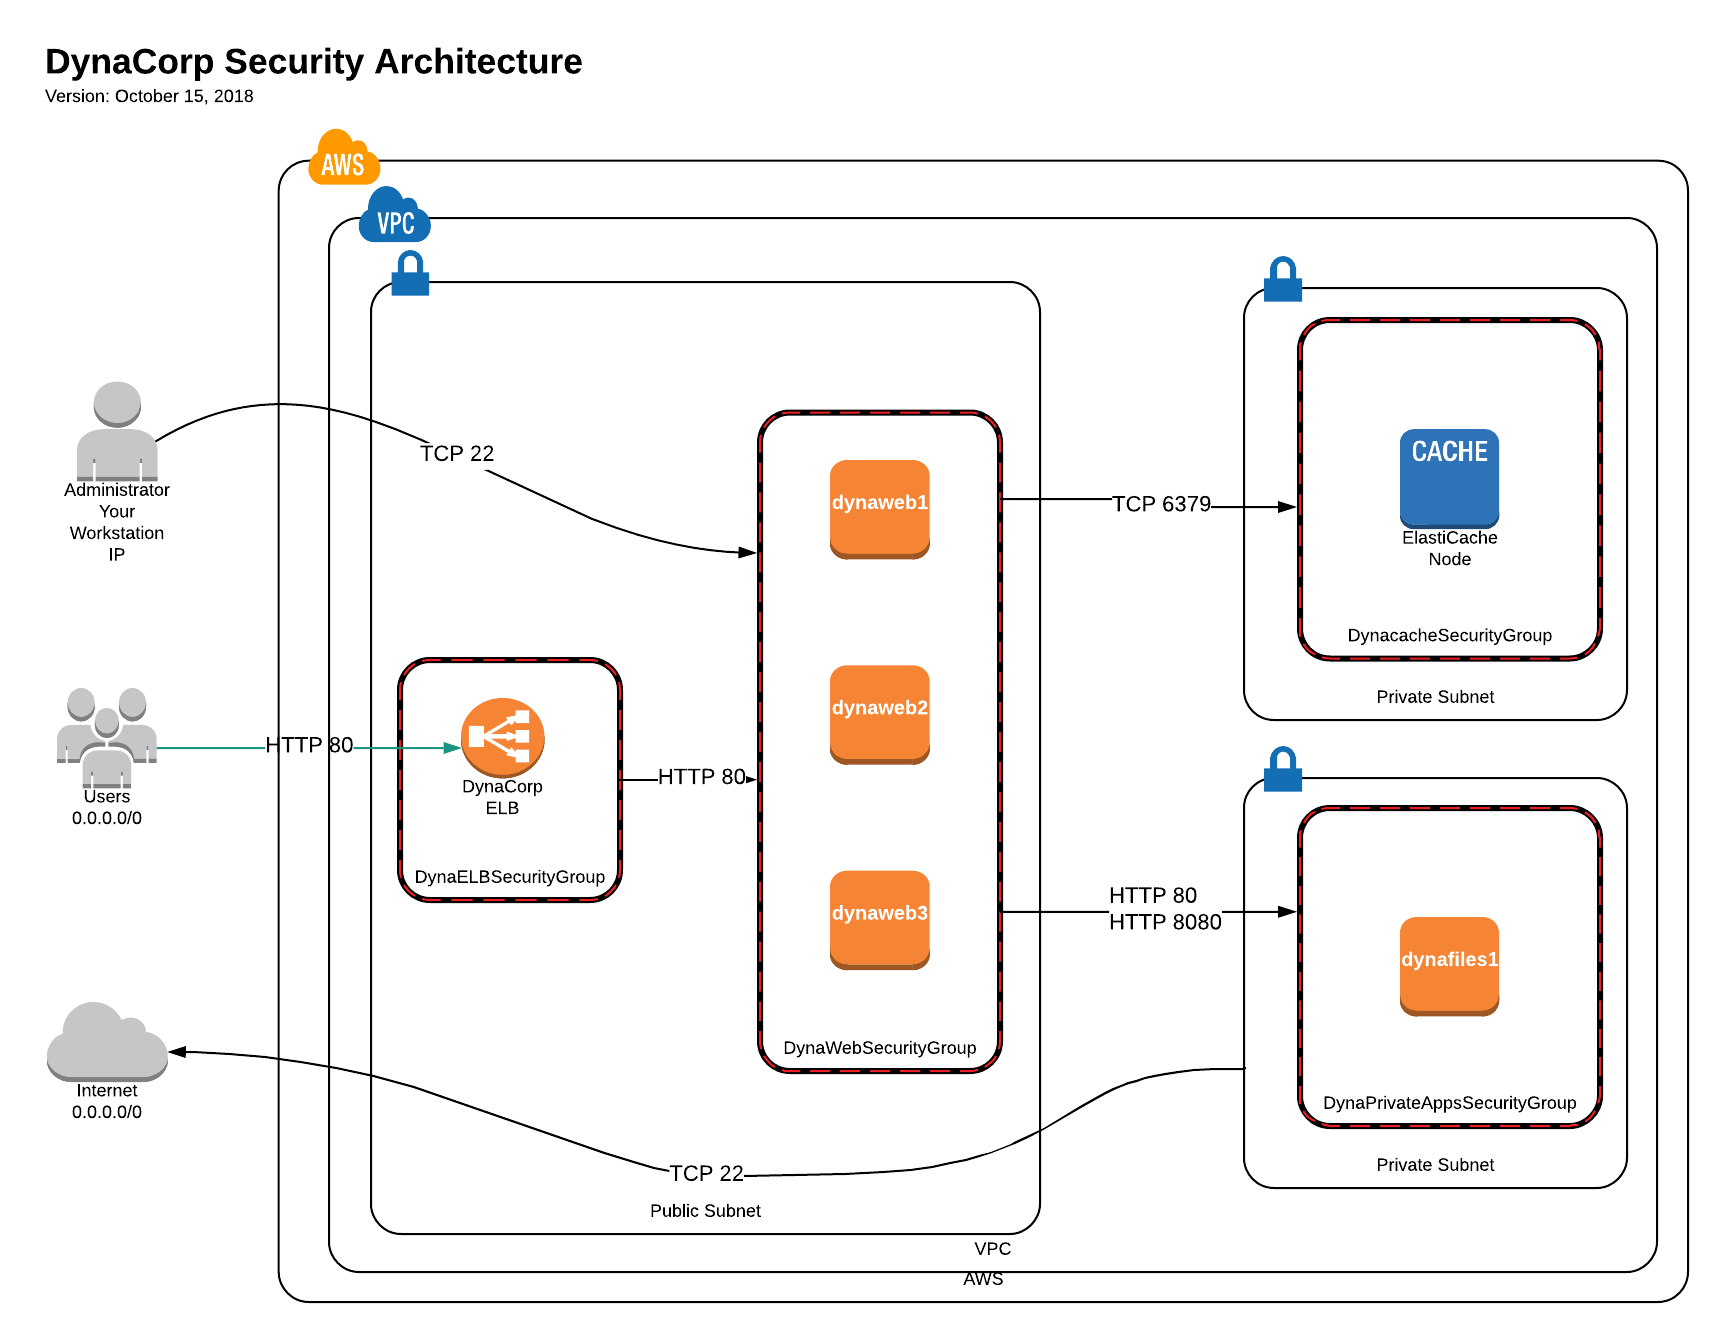 DynaCorp Security Architecture
Version: October 15, 2018
AWS
VPC
Administrator
Your
Workstation
IP
TCP 22
dynaweb1
TCP 6379
CACHE
ElastiCache
Node
DynacacheSecurityGroup
Private Subnet
Users
0.0.0.0/0
HTTP 80
DynaCorp
ELB
DynaELBSecurityGroup
HTTP 80
dynaweb2
dynaweb3
DynaWebSecurityGroup
HTTP 80
HTTP 8080
dynafiles1
DynaPrivateAppsSecurityGroup
Private Subnet
Internet
0.0.0.0/0
TCP 22
Public Subnet
VPC
AWS